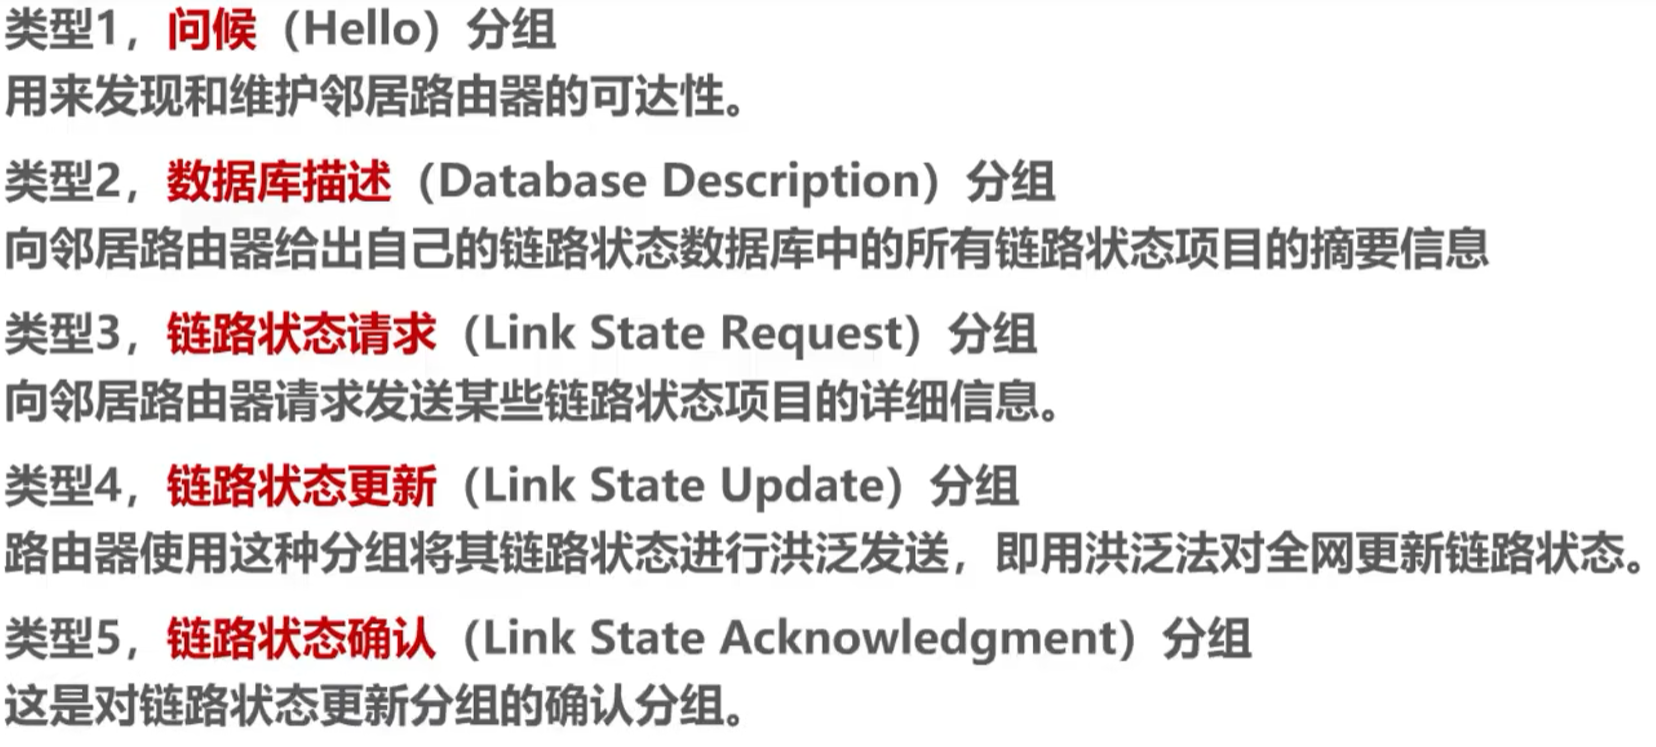 类型1，问候（Hello）分组
用来发现和维护邻居路由器的可达性。
类型2，数据库描述（Database Description）分组
向邻居路由器给出自己的链路状态数据库中的所有链路状态项目的摘要信息
类型3，链路状态请求（Link State Request）分组
向邻居路由器请求发送某些链路状态项目的详细信息。
类型4，链路状态更新（Link State Update）分组
路由器使用这种分组将其链路状态进行洪泛发送，即用洪泛法对全网更新链路状态。
类型5，链路状态确认（Link State Acknowledgment）分组
这是对链路状态更新分组的确认分组。